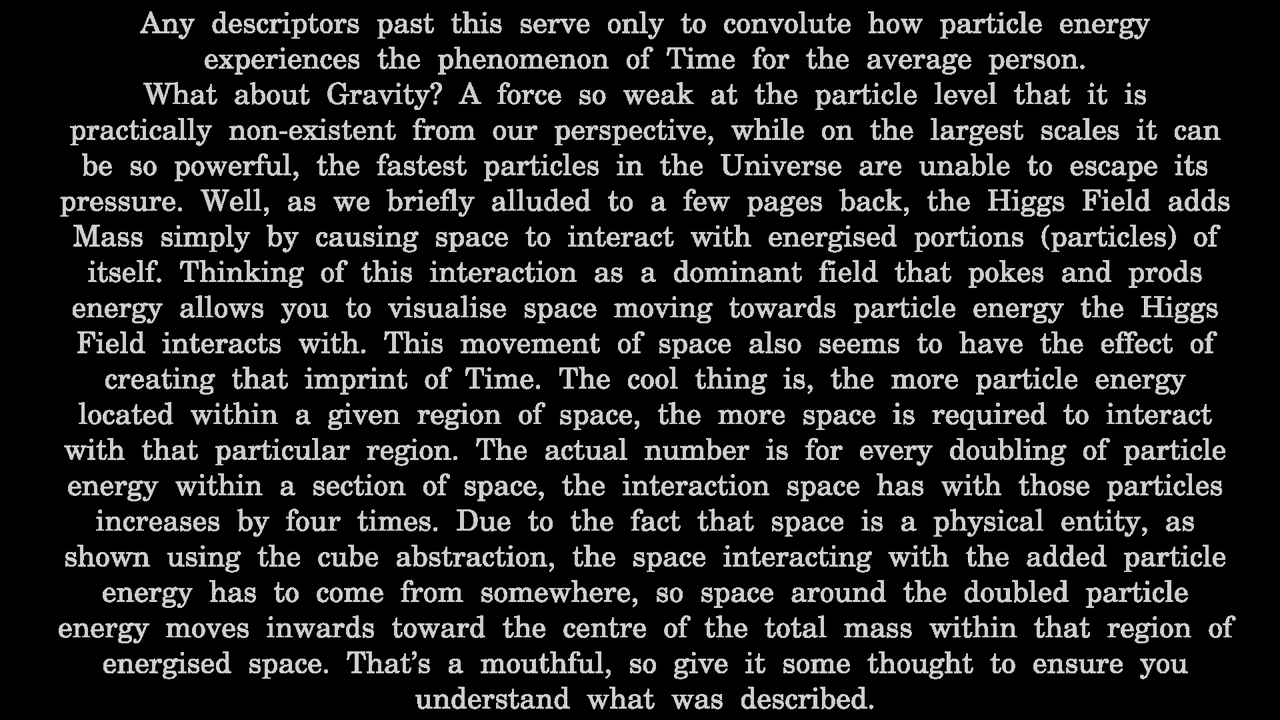 Any descriptors past this serve only to convolute how particle energy
experiences the phenomenon of Time for the average person.
What about Gravity? A force so weak at the particle level that it is
practically non-existent from our perspective, while on the largest scales it can
be so powerful, the fastest particles in the Universe are unable to escape its
pressure. Well, as we briefly alluded to a few pages back, the Higgs Field adds
Mass simply by causing space to interact with energised portions (particles) of
itself. Thinking of this interaction as a dominant field that pokes and prods
energy allows you to visualise space moving towards particle energy the Higgs
Field interacts with. This movement of space also seems to have the effect of
creating that imprint of Time. The cool thing is, the more particle energy
located within a given region of space, the more space is required to interact
with that particular region. The actual number is for every doubling of particle
energy within a section of space, the interaction space has with those particles
increases by four times. Due to the fact that space is a physical entity, as
shown using the cube abstraction, the space interacting with the added particle
energy has to come from somewhere, so space around the doubled particle
energy moves inwards toward the centre of the total mass within that region of
energised space. That's a mouthful, so give it some thought to ensure you
understand what was described.